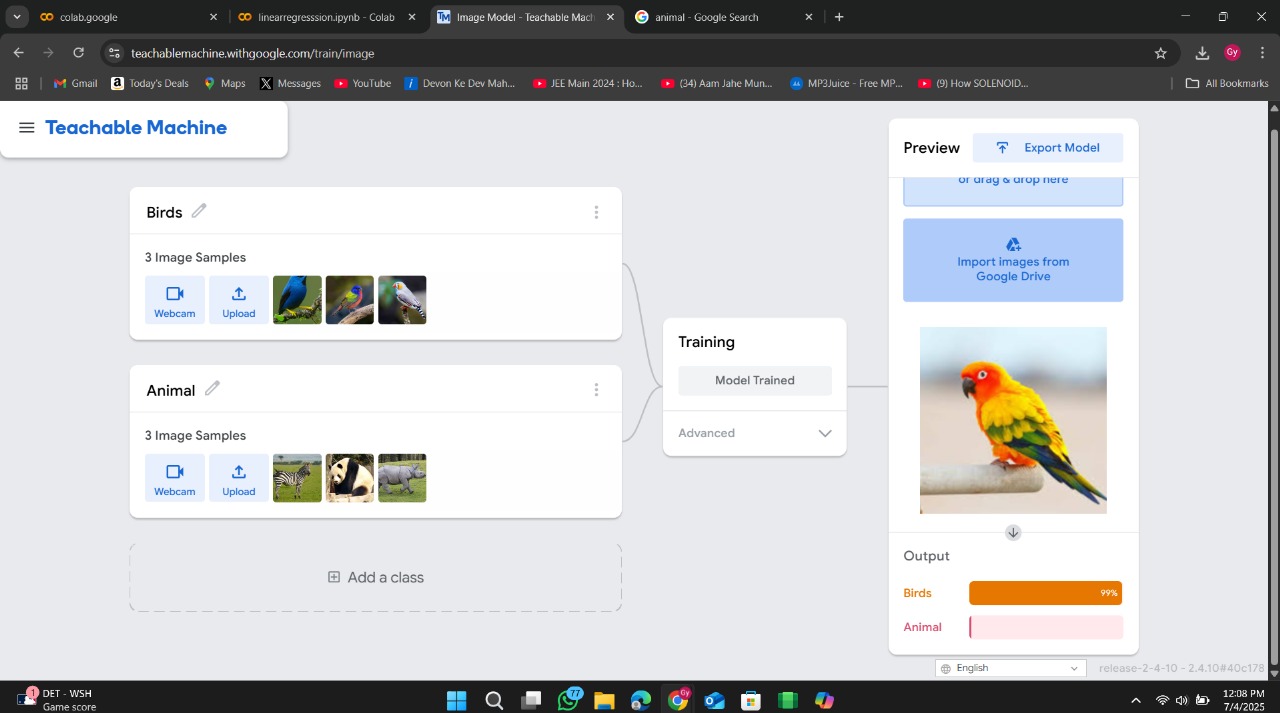 colab.google
linearregresssion.ipynb - Colab
Image Model - Teachable Mach
animal - Google Search
teachablemachine.withgoogle.com/train/image
Gy
Gmail
Today's Deals
Maps
Messages
YouTube
Devon Ke Dev Mah...
JEE Main 2024 : Ho...
(34) Aam Jahe Mun...
MP3Juice - Free MP...
(9) How SOLENOID...
All Bookmarks
Teachable Machine
Birds
3 Image Samples
Webcam
Upload
Animal
3 Image Samples
Webcam
Upload
Add a class
Training
Model Trained
Advanced
Preview
Export Model
or drag & drop here
Import images from
Google Drive
Output
Birds
99%
Animal
English
release-2-4-10 - 2.4.10#40c178
1
DET - WSH
Game score
77
Gy
12:08 PM
7/4/2025